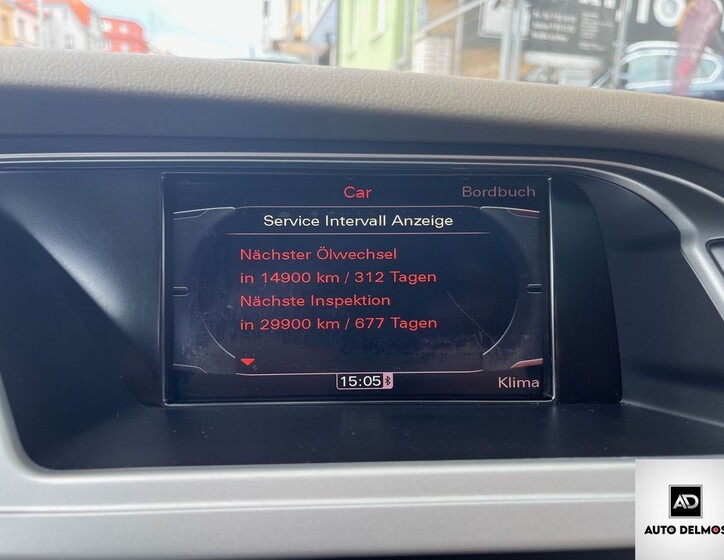 Car
Bordbuch
Service Intervall Anzeige
Nächster Ölwechsel
in 14900 km / 312 Tagen
Nächste Inspektion
in 29900 km / 677 Tagen
15:05
Klima
AD
AUTO DELMOS